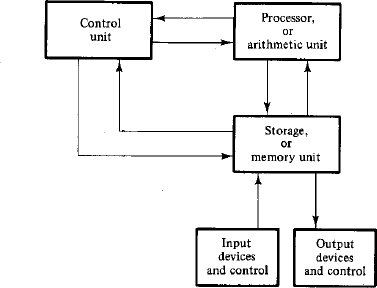 Control
unit
Processor,
or
arithmetic unit
Storage,
or
memory unit
Input
devices
and control
Output
devices
and control